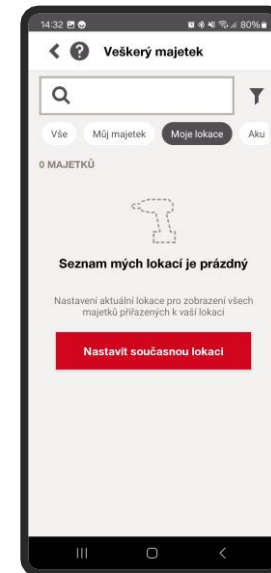 14:32 80%
Veškerý majetek
Vše Můj majetek Moje lokace Aku
0 MAJETKŮ
Seznam mých lokací je prázdný
Nastavení aktuální lokace pro zobrazení všech
majetků přiřazených k vaší lokaci
Nastavit současnou lokaci